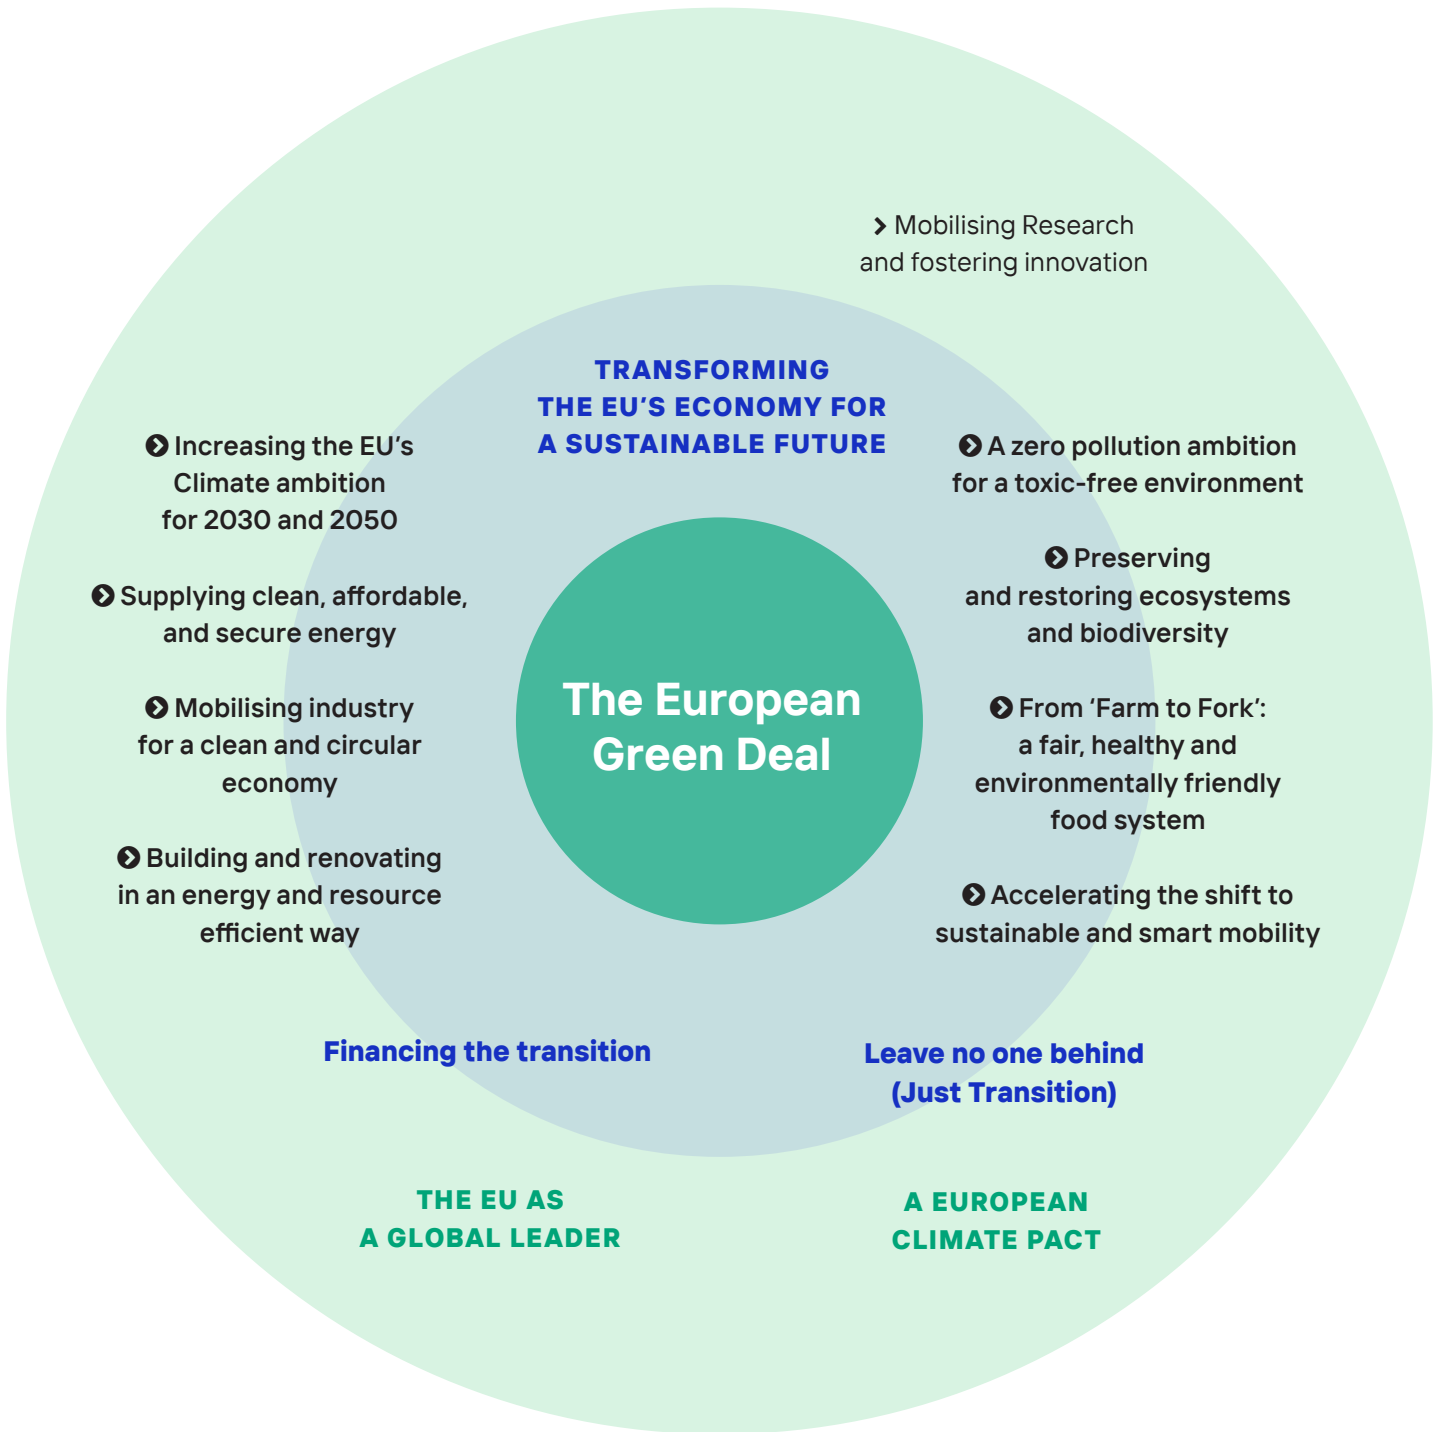 Mobilising Research
and fostering innovation
TRANSFORMING
THE EU’S ECONOMY FOR
A SUSTAINABLE FUTURE
Increasing the EU’s
Climate ambition
for 2030 and 2050
Supplying clean, affordable,
and secure energy
Mobilising industry
for a clean and circular
economy
Building and renovating
in an energy and resource
efficient way
The European
Green Deal
A zero pollution ambition
for a toxic-free environment
Preserving
and restoring ecosystems
and biodiversity
From ‘Farm to Fork’:
a fair, healthy and
environmentally friendly
food system
Accelerating the shift to
sustainable and smart mobility
Financing the transition
Leave no one behind
(Just Transition)
THE EU AS
A GLOBAL LEADER
A EUROPEAN
CLIMATE PACT